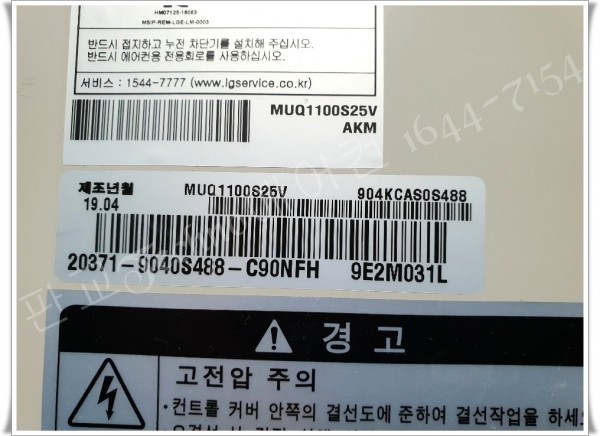 HM07125-18083
MSIP-REM-LGE-LM-0003
반드시 접지하고 누전 차단기를 설치해 주십시오.
반드시 에어컨용 전용회로를 사용하십시오.
서비스 : 1544-7777 (www.lgservice.co.kr)
MUQ1100S25V
AKM
제조년월
19.04
MUQ1100S25V
904KCAS0S488
20371-9040S488-C90NFH
9E2M031L
경 고
고전압 주의
·컨트롤 커버 안쪽의 결선도에 준하여 결선작업을 하세
1644-7154